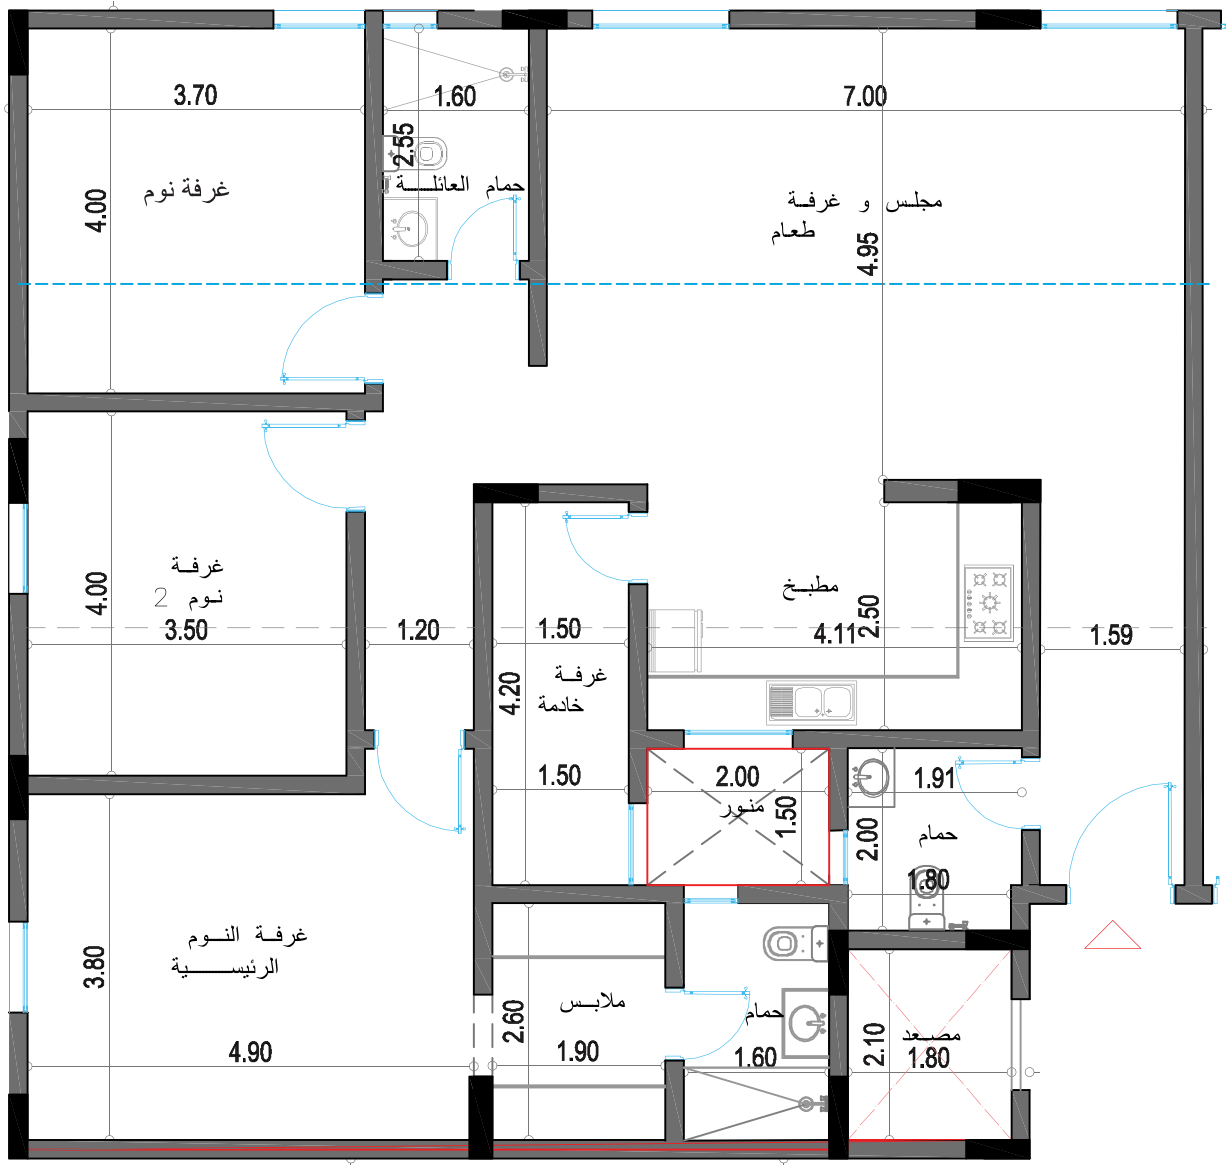 3.70
1.60
7.00
2.55
4.00
غرفة نوم
حمام العائلـــة
مجلس و غرفـة
طعام
4.95
غرفـة
نـوم 2
4.00
3.50
1.20
1.50
4.20
غرفـة
خادمة
1.50
مطبـخ
2.50
4.11
1.59
2.00
منـور
1.50
1.91
حمام
2.00
1.80
غرفـة النــوم
الرئيســـــية
3.80
4.90
ملابـس
2.60
1.90
حمام
1.60
مصـعد
2.10
1.80